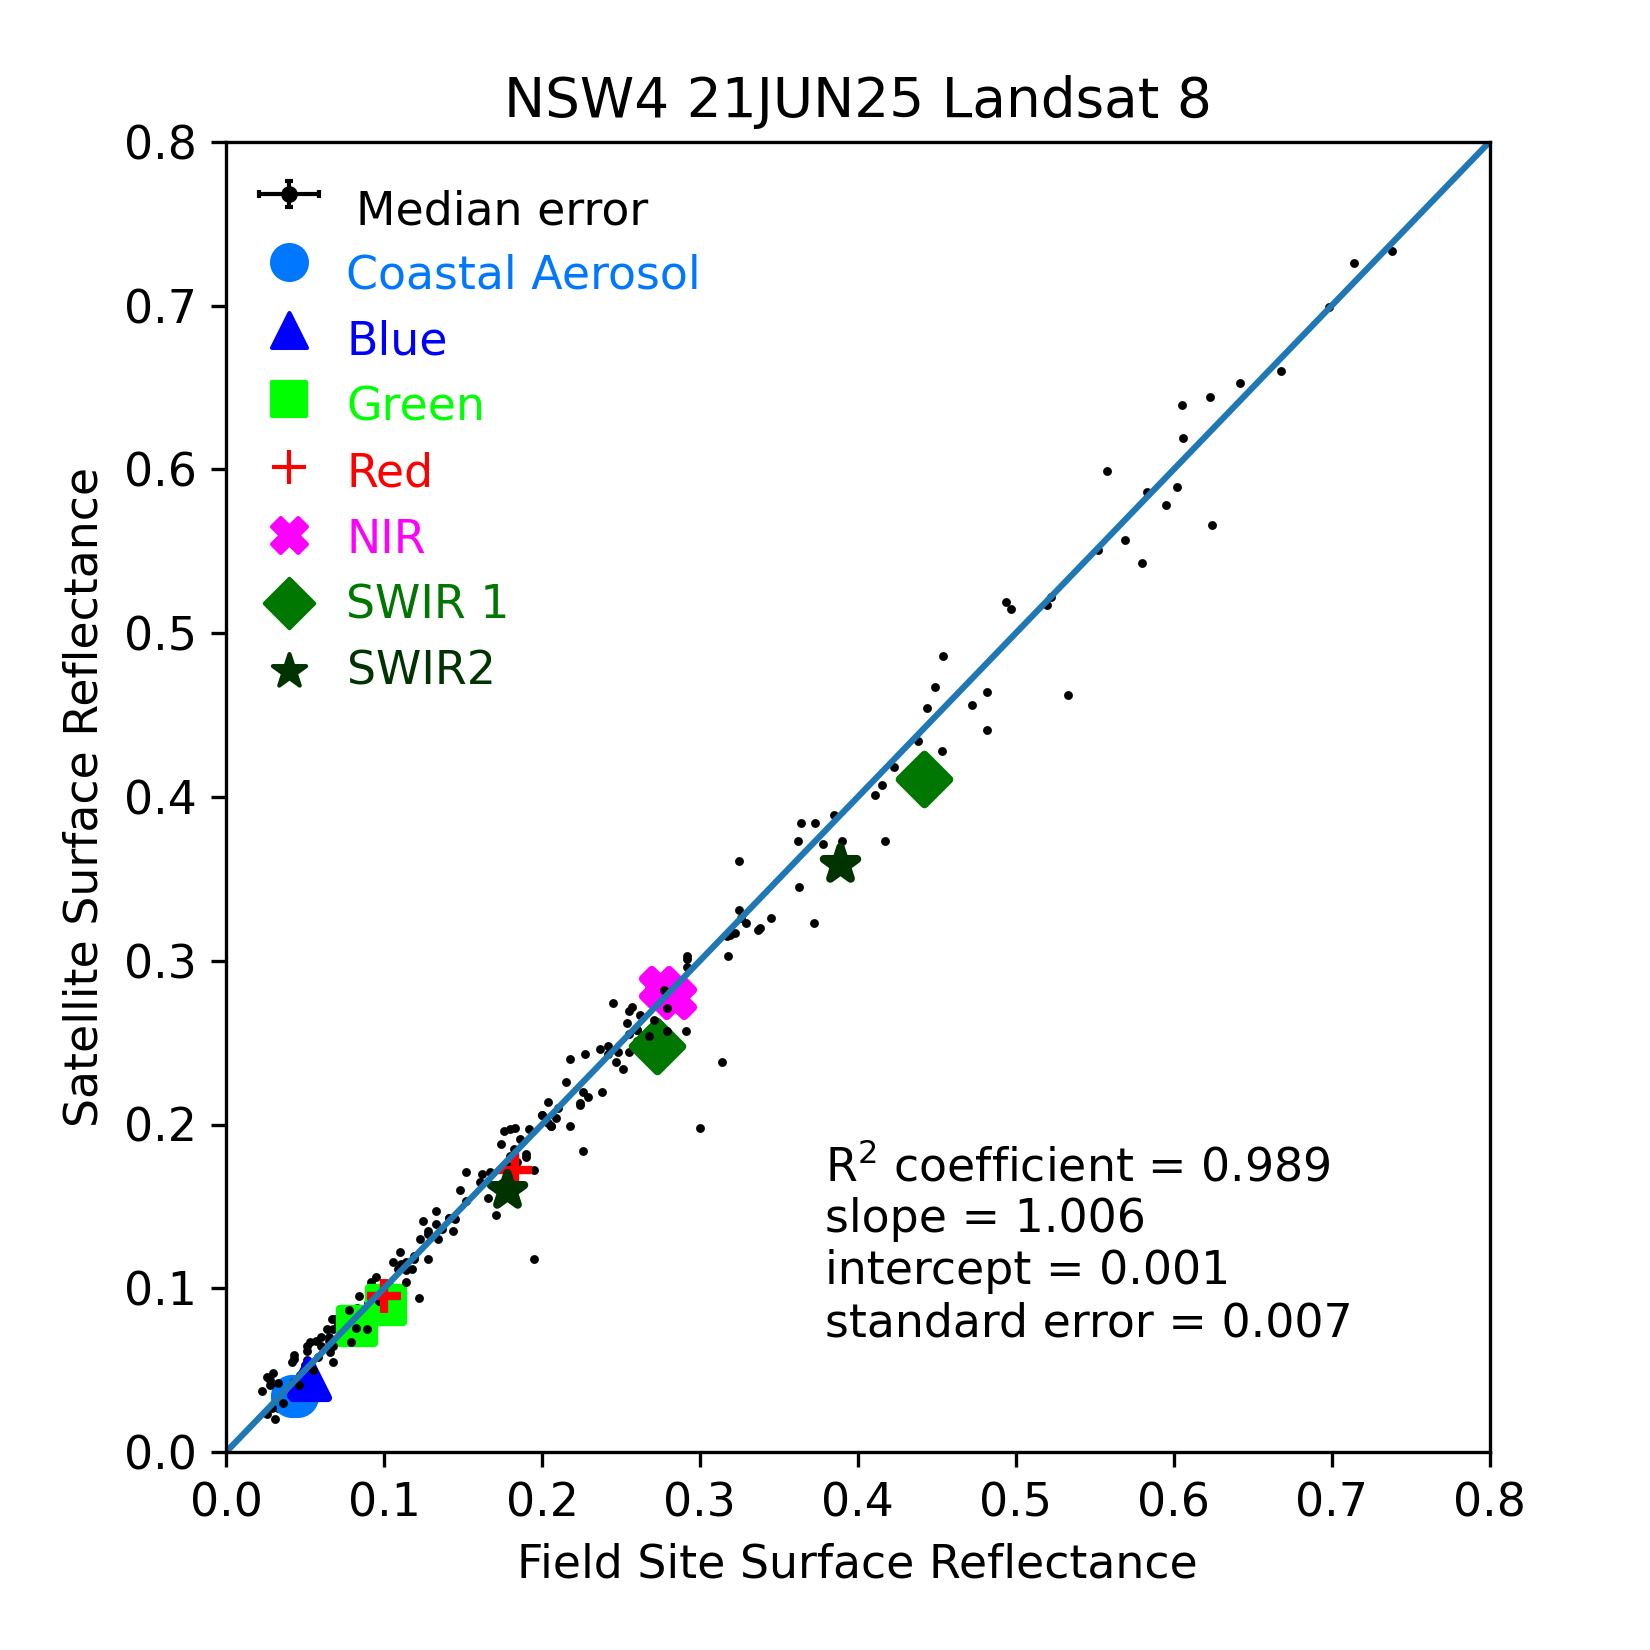 NSW4 21JUN25 Landsat 8
0.8
0.7
0.6
0.5
0.4
0.3
0.2
0.1
0.0
Satellite Surface Reflectance
Median error
Coastal Aerosol
Blue
Green
Red
NIR
SWIR 1
SWIR2
R² coefficient = 0.989
slope = 1.006
intercept = 0.001
standard error = 0.007
0.0 0.1 0.2 0.3 0.4 0.5 0.6 0.7 0.8
Field Site Surface Reflectance